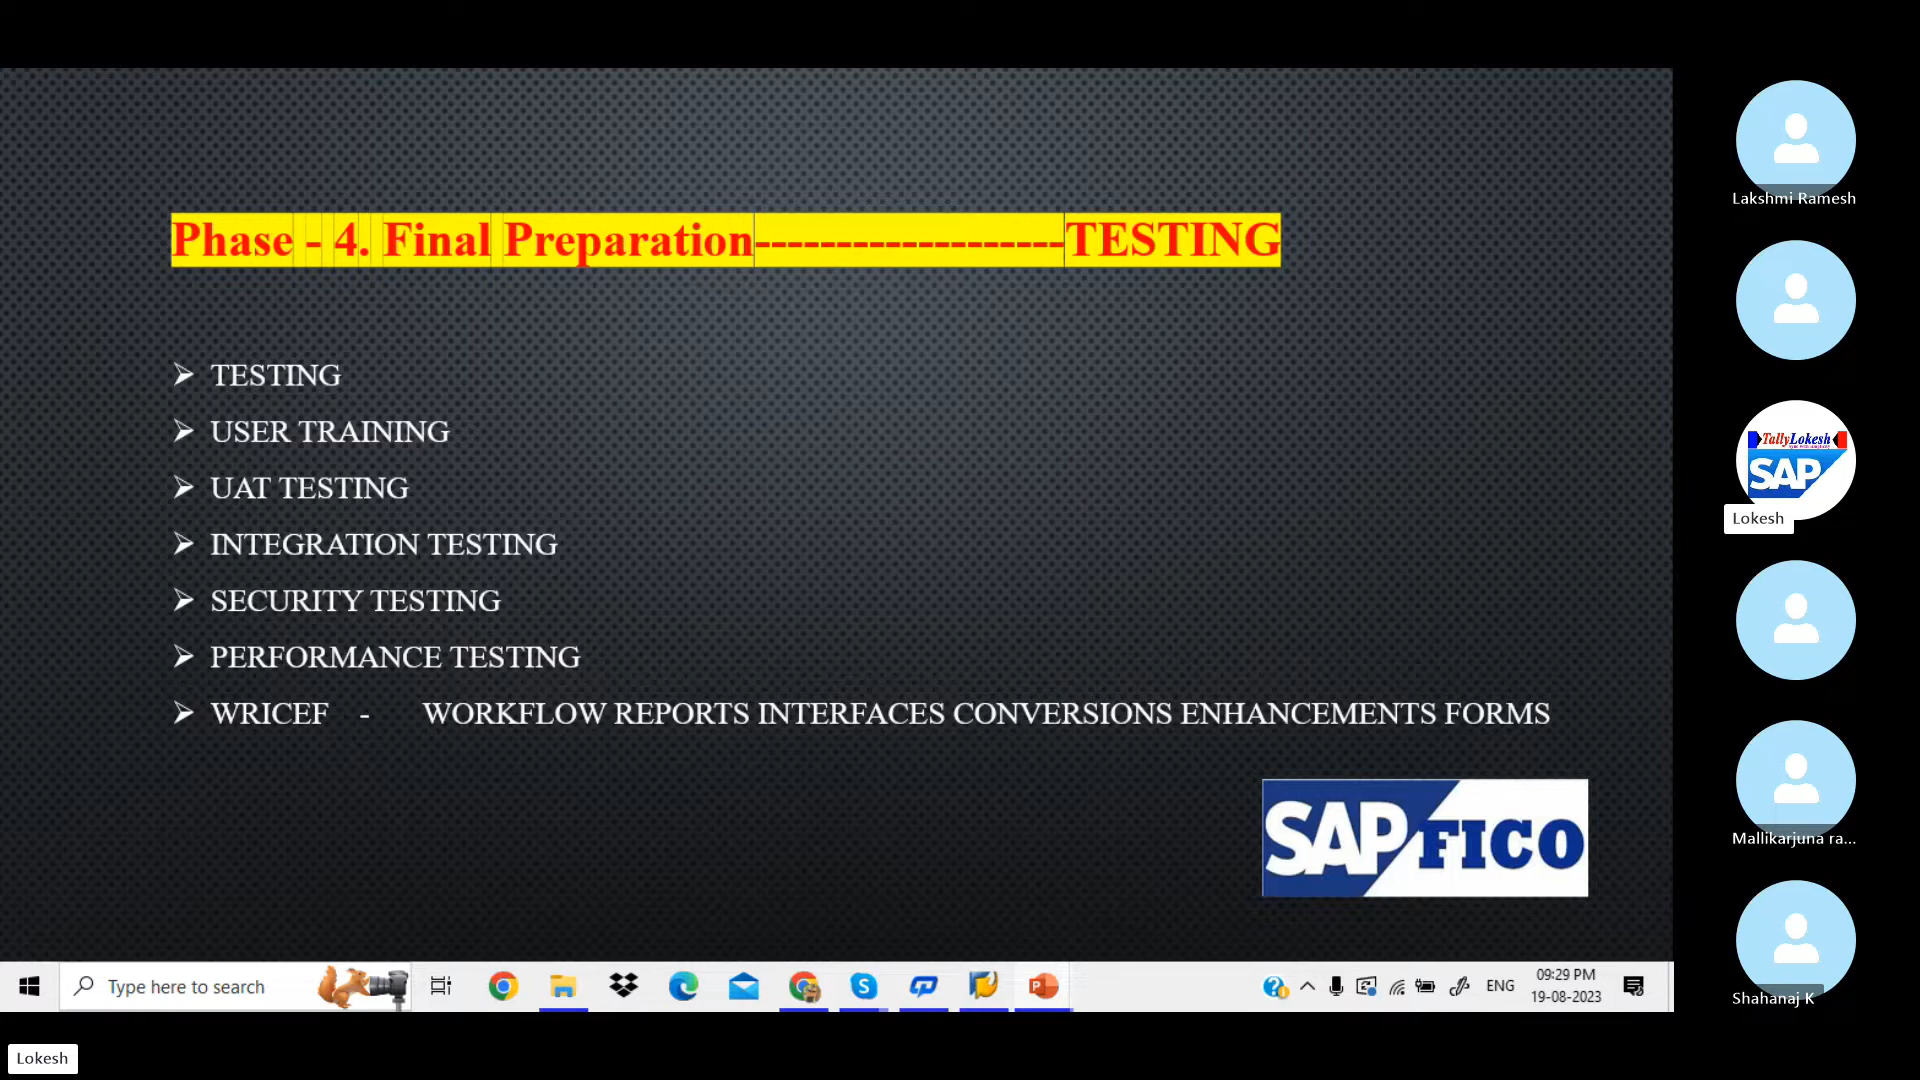 Phase - 4. Final Preparation-------------------TESTING
TESTING
USER TRAINING
UAT TESTING
INTEGRATION TESTING
SECURITY TESTING
PERFORMANCE TESTING
WRICEF - WORKFLOW REPORTS INTERFACES CONVERSIONS ENHANCEMENTS FORMS
SAP FICO
Type here to search
ENG
09:29 PM
19-08-2023
Lakshmi Ramesh
TallyLokesh
SAP
Lokesh
Mallikarjuna ra...
Shahanaj K
Lokesh